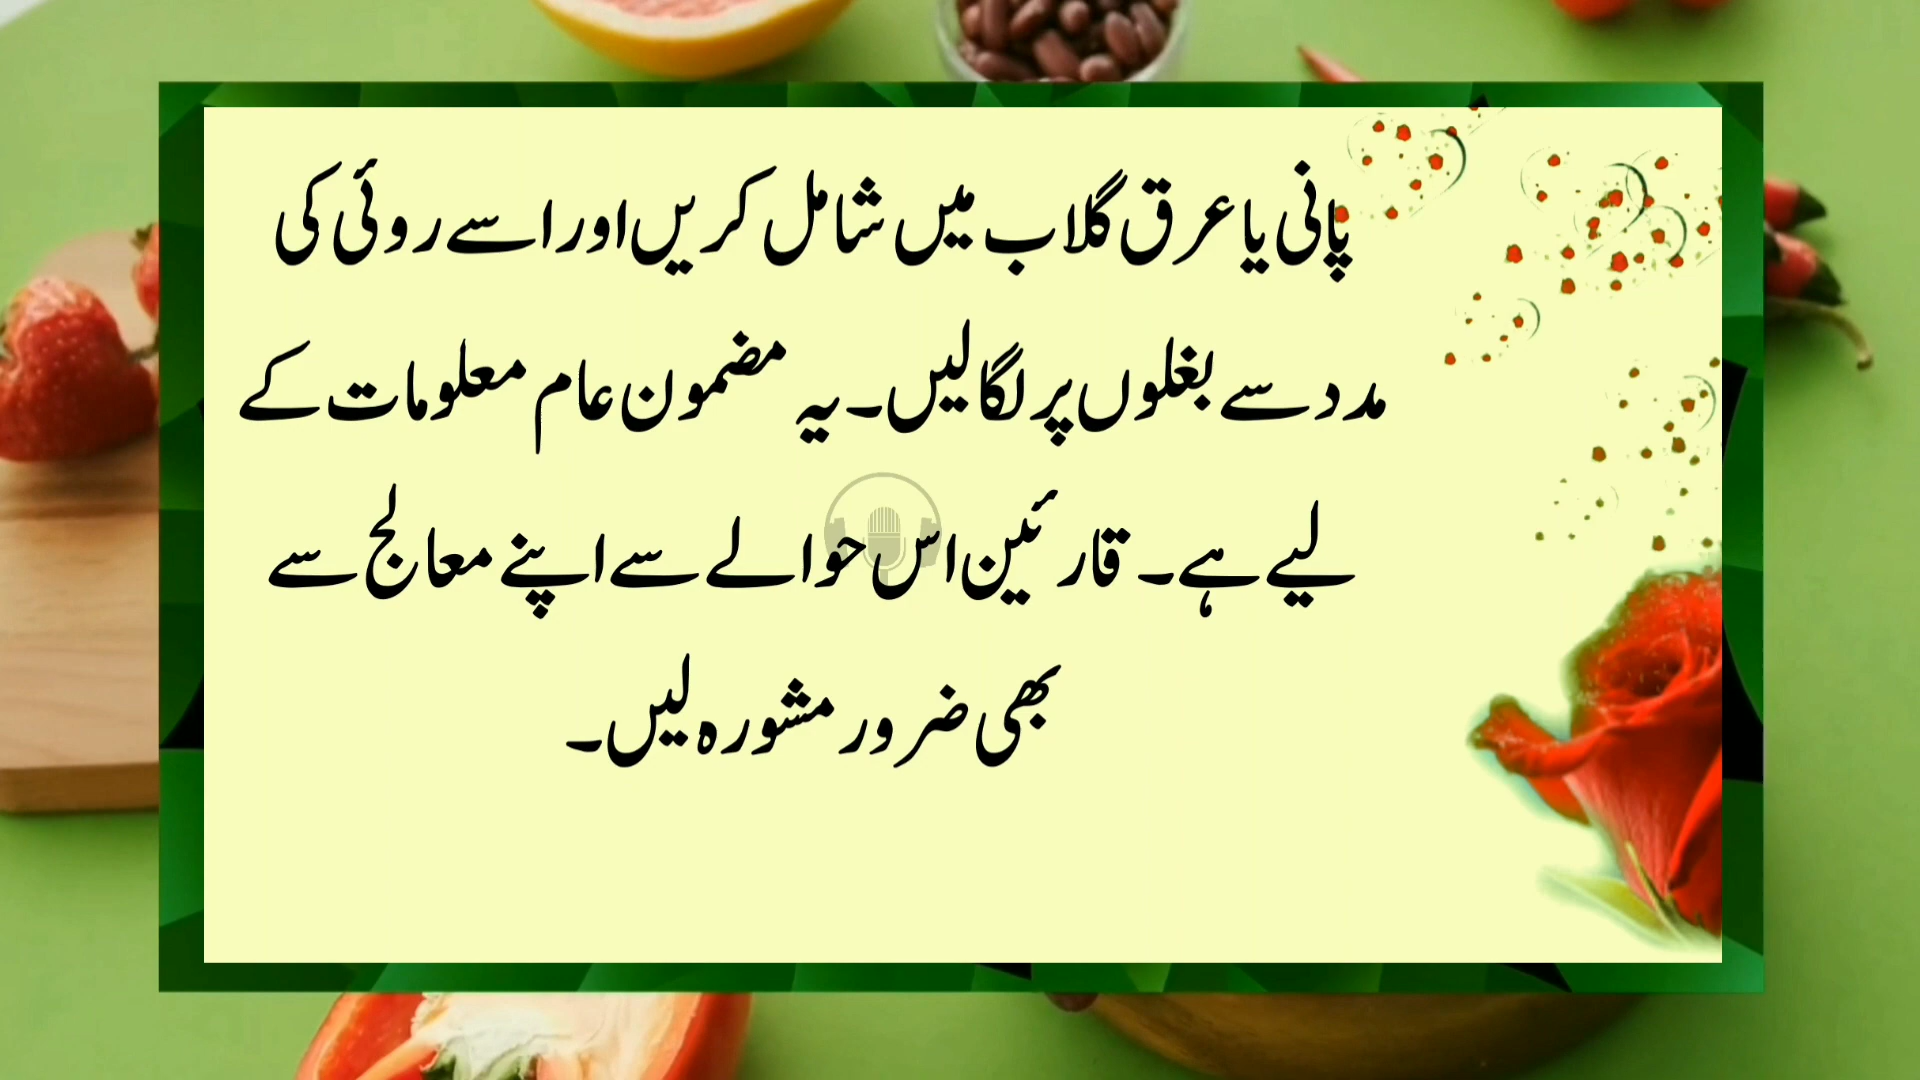 پانی یا عرق گلاب میں شامل کریں اور اسے روئی کی
مدد سے بغلوں پر لگا لیں۔ یہ مضمون عام معلومات کے
لیے ہے۔ قارئین اس حوالے سے اپنے معالج سے
بھی ضرور مشورہ لیں۔